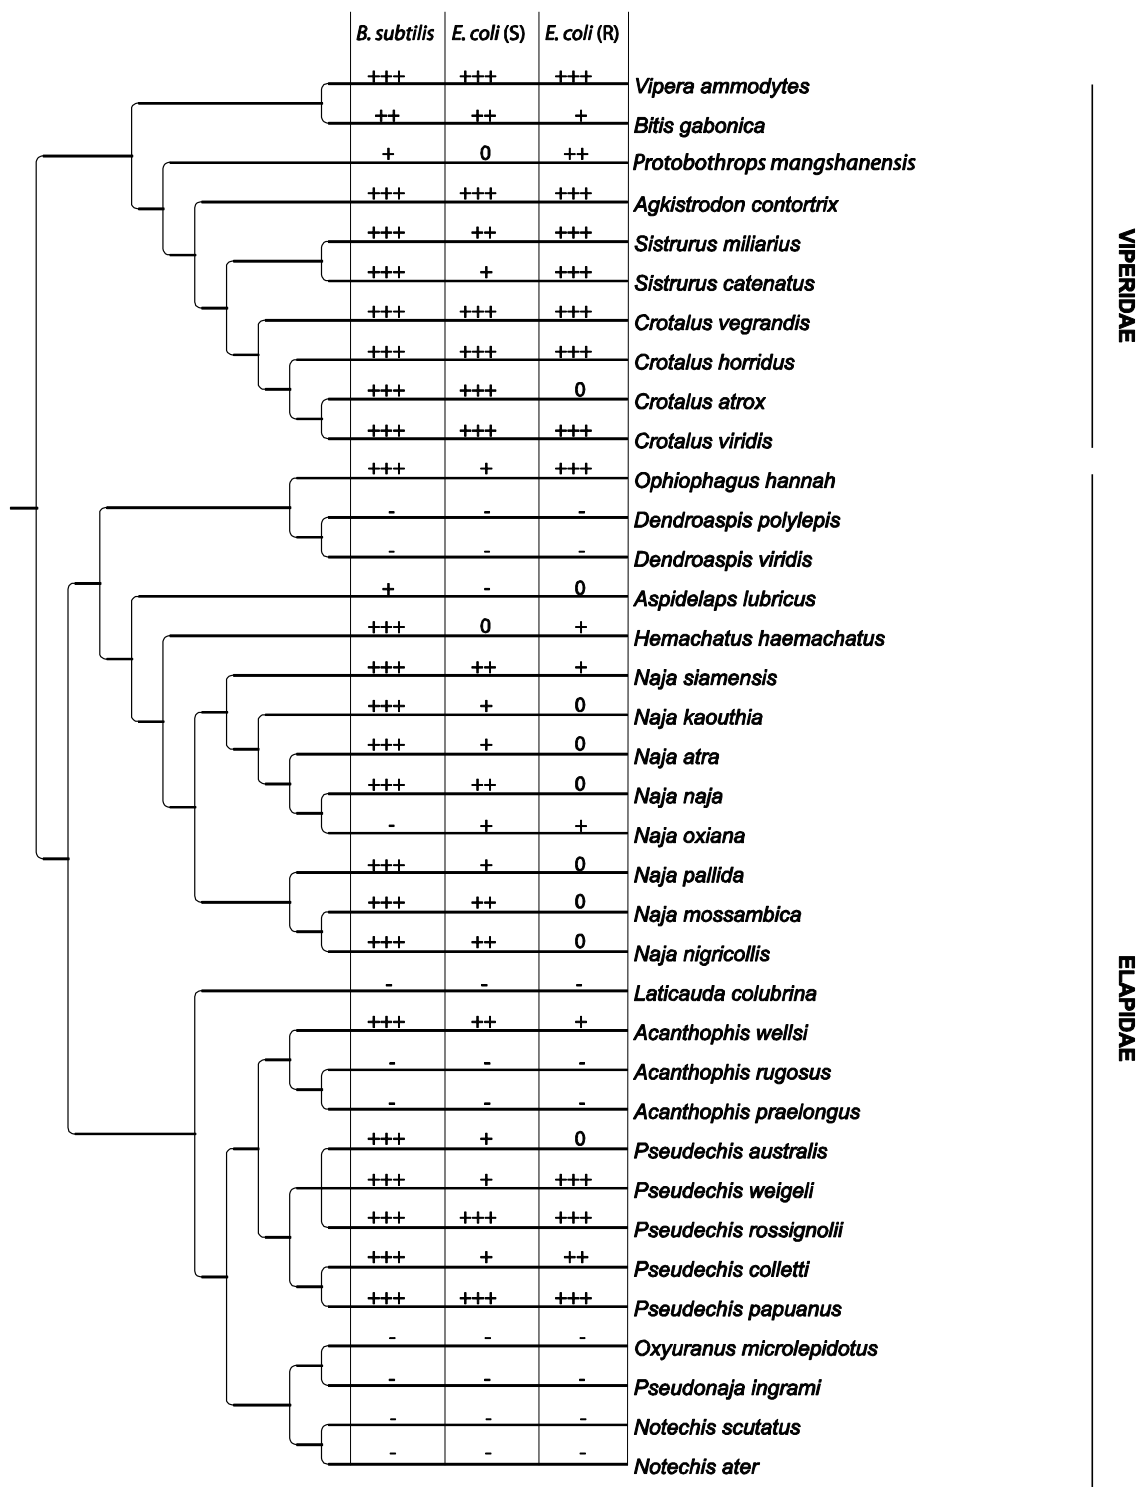 B. subtilis E. coli (S) E. coli (R)
+++ +++ +++ Vipera ammodytes
++ ++ + Bitis gabonica
+ 0 ++ Protobothrops mangshanensis
+++ +++ +++ Agkistrodon contortrix
+++ ++ +++ Sistrurus miliarius
+++ + +++ Sistrurus catenatus
+++ +++ +++ Crotalus vegrandis
+++ +++ +++ Crotalus horridus
+++ +++ 0 Crotalus atrox
+++ +++ +++ Crotalus viridis
VIPERIDAE
+++ + +++ Ophiophagus hannah
- - - Dendroaspis polylepis
- - - Dendroaspis viridis
+ - 0 Aspidelaps lubricus
+++ 0 + Hemachatus haemachatus
+++ ++ + Naja siamensis
+++ + 0 Naja kaouthia
+++ + 0 Naja atra
+++ ++ 0 Naja naja
- + + Naja oxiana
+++ + 0 Naja pallida
+++ ++ 0 Naja mossambica
+++ ++ 0 Naja nigricollis
- - - Laticauda colubrina
+++ ++ + Acanthophis wellsi
- - - Acanthophis rugosus
- - - Acanthophis praelongus
+++ + 0 Pseudechis australis
+++ + +++ Pseudechis weigeli
+++ +++ +++ Pseudechis rossignolii
+++ + ++ Pseudechis colletti
+++ +++ +++ Pseudechis papuanus
- - - Oxyuranus microlepidotus
- - - Pseudonaja ingrami
- - - Notechis scutatus
- - - Notechis ater
ELAPIDAE